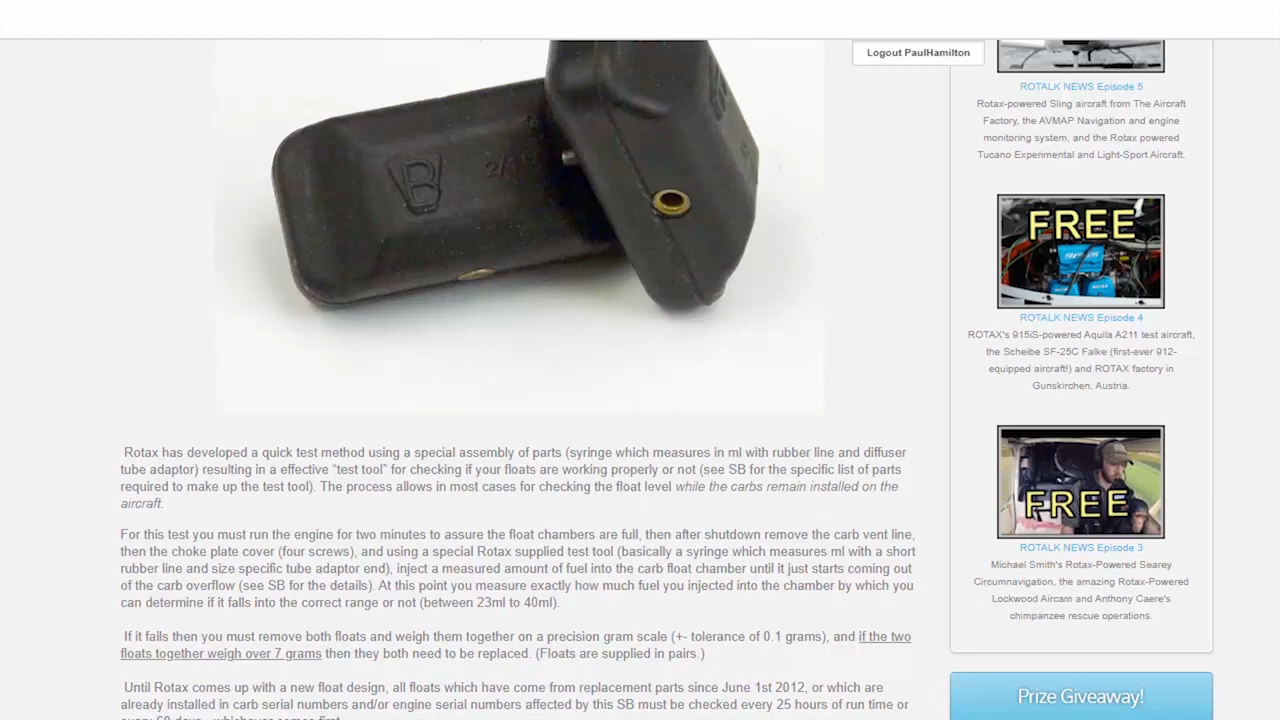 Logout PaulHamilton
B
ROTALK NEWS Episode 5
Rotax-powered Sling aircraft from The Aircraft
Factory, the AVMAP Navigation and engine
monitoring system, and the Rotax powered
Tucano Experimental and Light-Sport Aircraft.
FREE
ROTALK NEWS Episode 4
ROTAX's 915iS-powered Aquila A211 test aircraft,
the Scheibe SF-25C Falke (first-ever 912-
equipped aircraft!) and ROTAX factory in
Gunskirchen, Austria.
FREE
ROTALK NEWS Episode 3
Michael Smith's Rotax-Powered Searey
Circumnavigation, the amazing Rotax-Powered
Lockwood Aircam and Anthony Caere's
chimpanzee rescue operations.
Prize Giveaway!
Rotax has developed a quick test method using a special assembly of parts (syringe which measures in ml with rubber line and diffuser
tube adaptor) resulting in a effective "test tool" for checking if your floats are working properly or not (see SB for the specific list of parts
required to make up the test tool). The process allows in most cases for checking the float level while the carbs remain installed on the
aircraft.
For this test you must run the engine for two minutes to assure the float chambers are full, then after shutdown remove the carb vent line,
then the choke plate cover (four screws), and using a special Rotax supplied test tool (basically a syringe which measures ml with a short
rubber line and size specific tube adaptor end), inject a measured amount of fuel into the carb float chamber until it just starts coming out
of the carb overflow (see SB for the details). At this point you measure exactly how much fuel you injected into the chamber by which you
can determine if it falls into the correct range or not (between 23ml to 40ml).
If it fails then you must remove both floats and weigh them together on a precision gram scale (+- tolerance of 0.1 grams), and if the two
floats together weigh over 7 grams then they both need to be replaced. (Floats are supplied in pairs.)
Until Rotax comes up with a new float design, all floats which have come from replacement parts since June 1st 2012, or which are
already installed in carb serial numbers and/or engine serial numbers affected by this SB must be checked every 25 hours of run time or